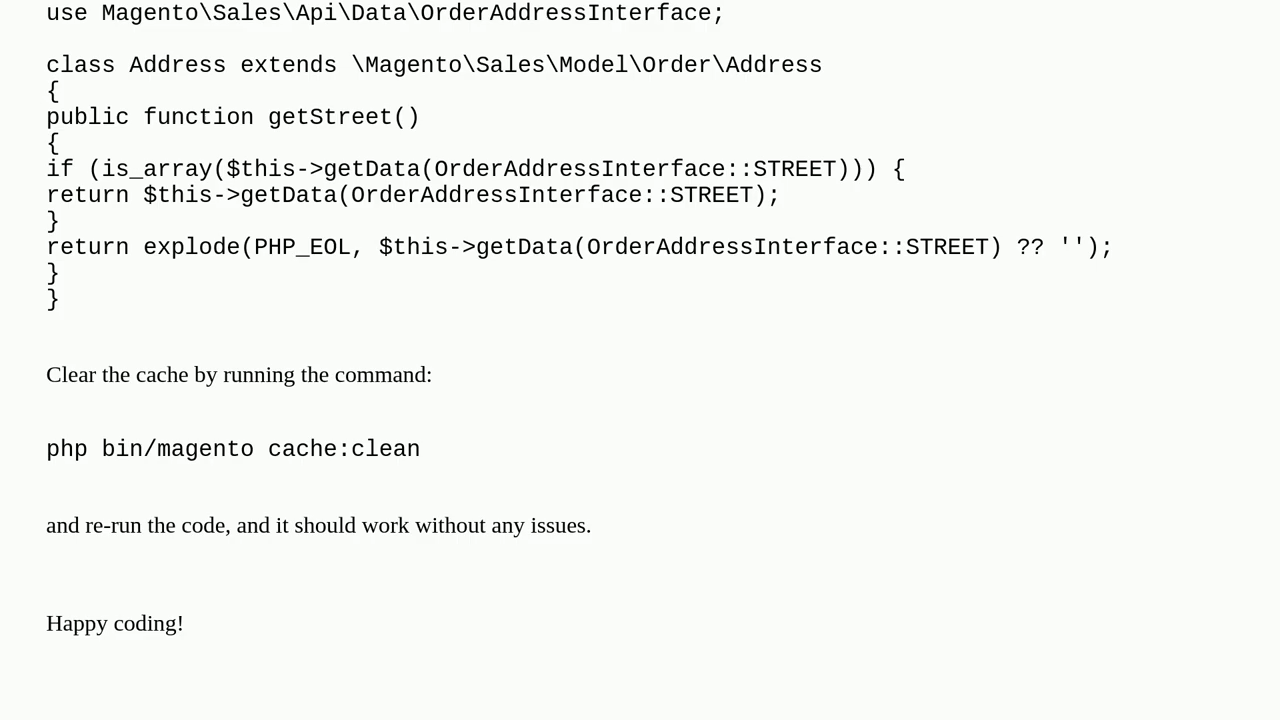 use Magento\Sales\Api\Data\OrderAddressInterface;
class Address extends \Magento\Sales\Model\Order\Address
{
public function getStreet()
{
if (is_array($this->getData(OrderAddressInterface::STREET))) {
return $this->getData(OrderAddressInterface::STREET);
}
return explode(PHP_EOL, $this->getData(OrderAddressInterface::STREET) ?? '');
}
}
Clear the cache by running the command:
php bin/magento cache:clean
and re-run the code, and it should work without any issues.
Happy coding!